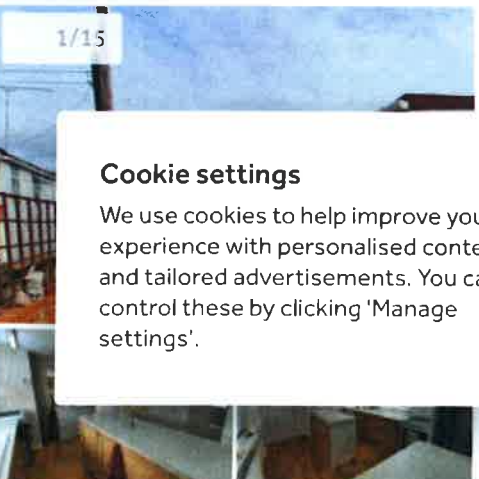 1/15
Cookie settings
We use cookies to help improve you
experience with personalised conte
and tailored advertisements. You ca
control these by clicking 'Manage
settings'.